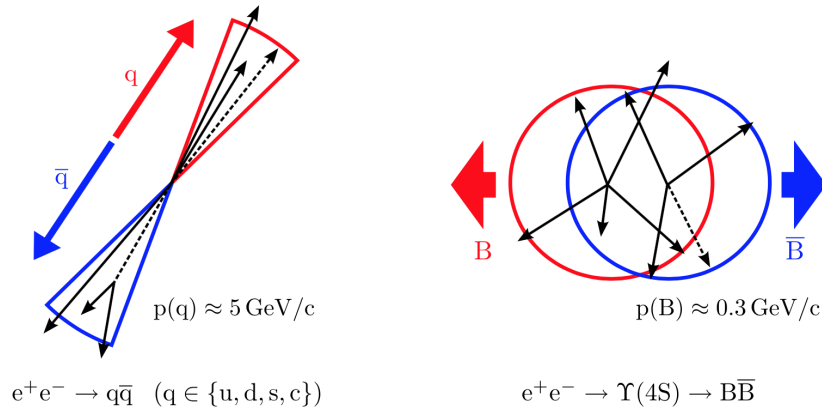 q
q̅
p(q) ≈ 5 GeV/c
e⁺e⁻ → qq̅ (q ∈ {u, d, s, c})
B
B̅
p(B) ≈ 0.3 GeV/c
e⁺e⁻ → ϒ(4S) → BB̅